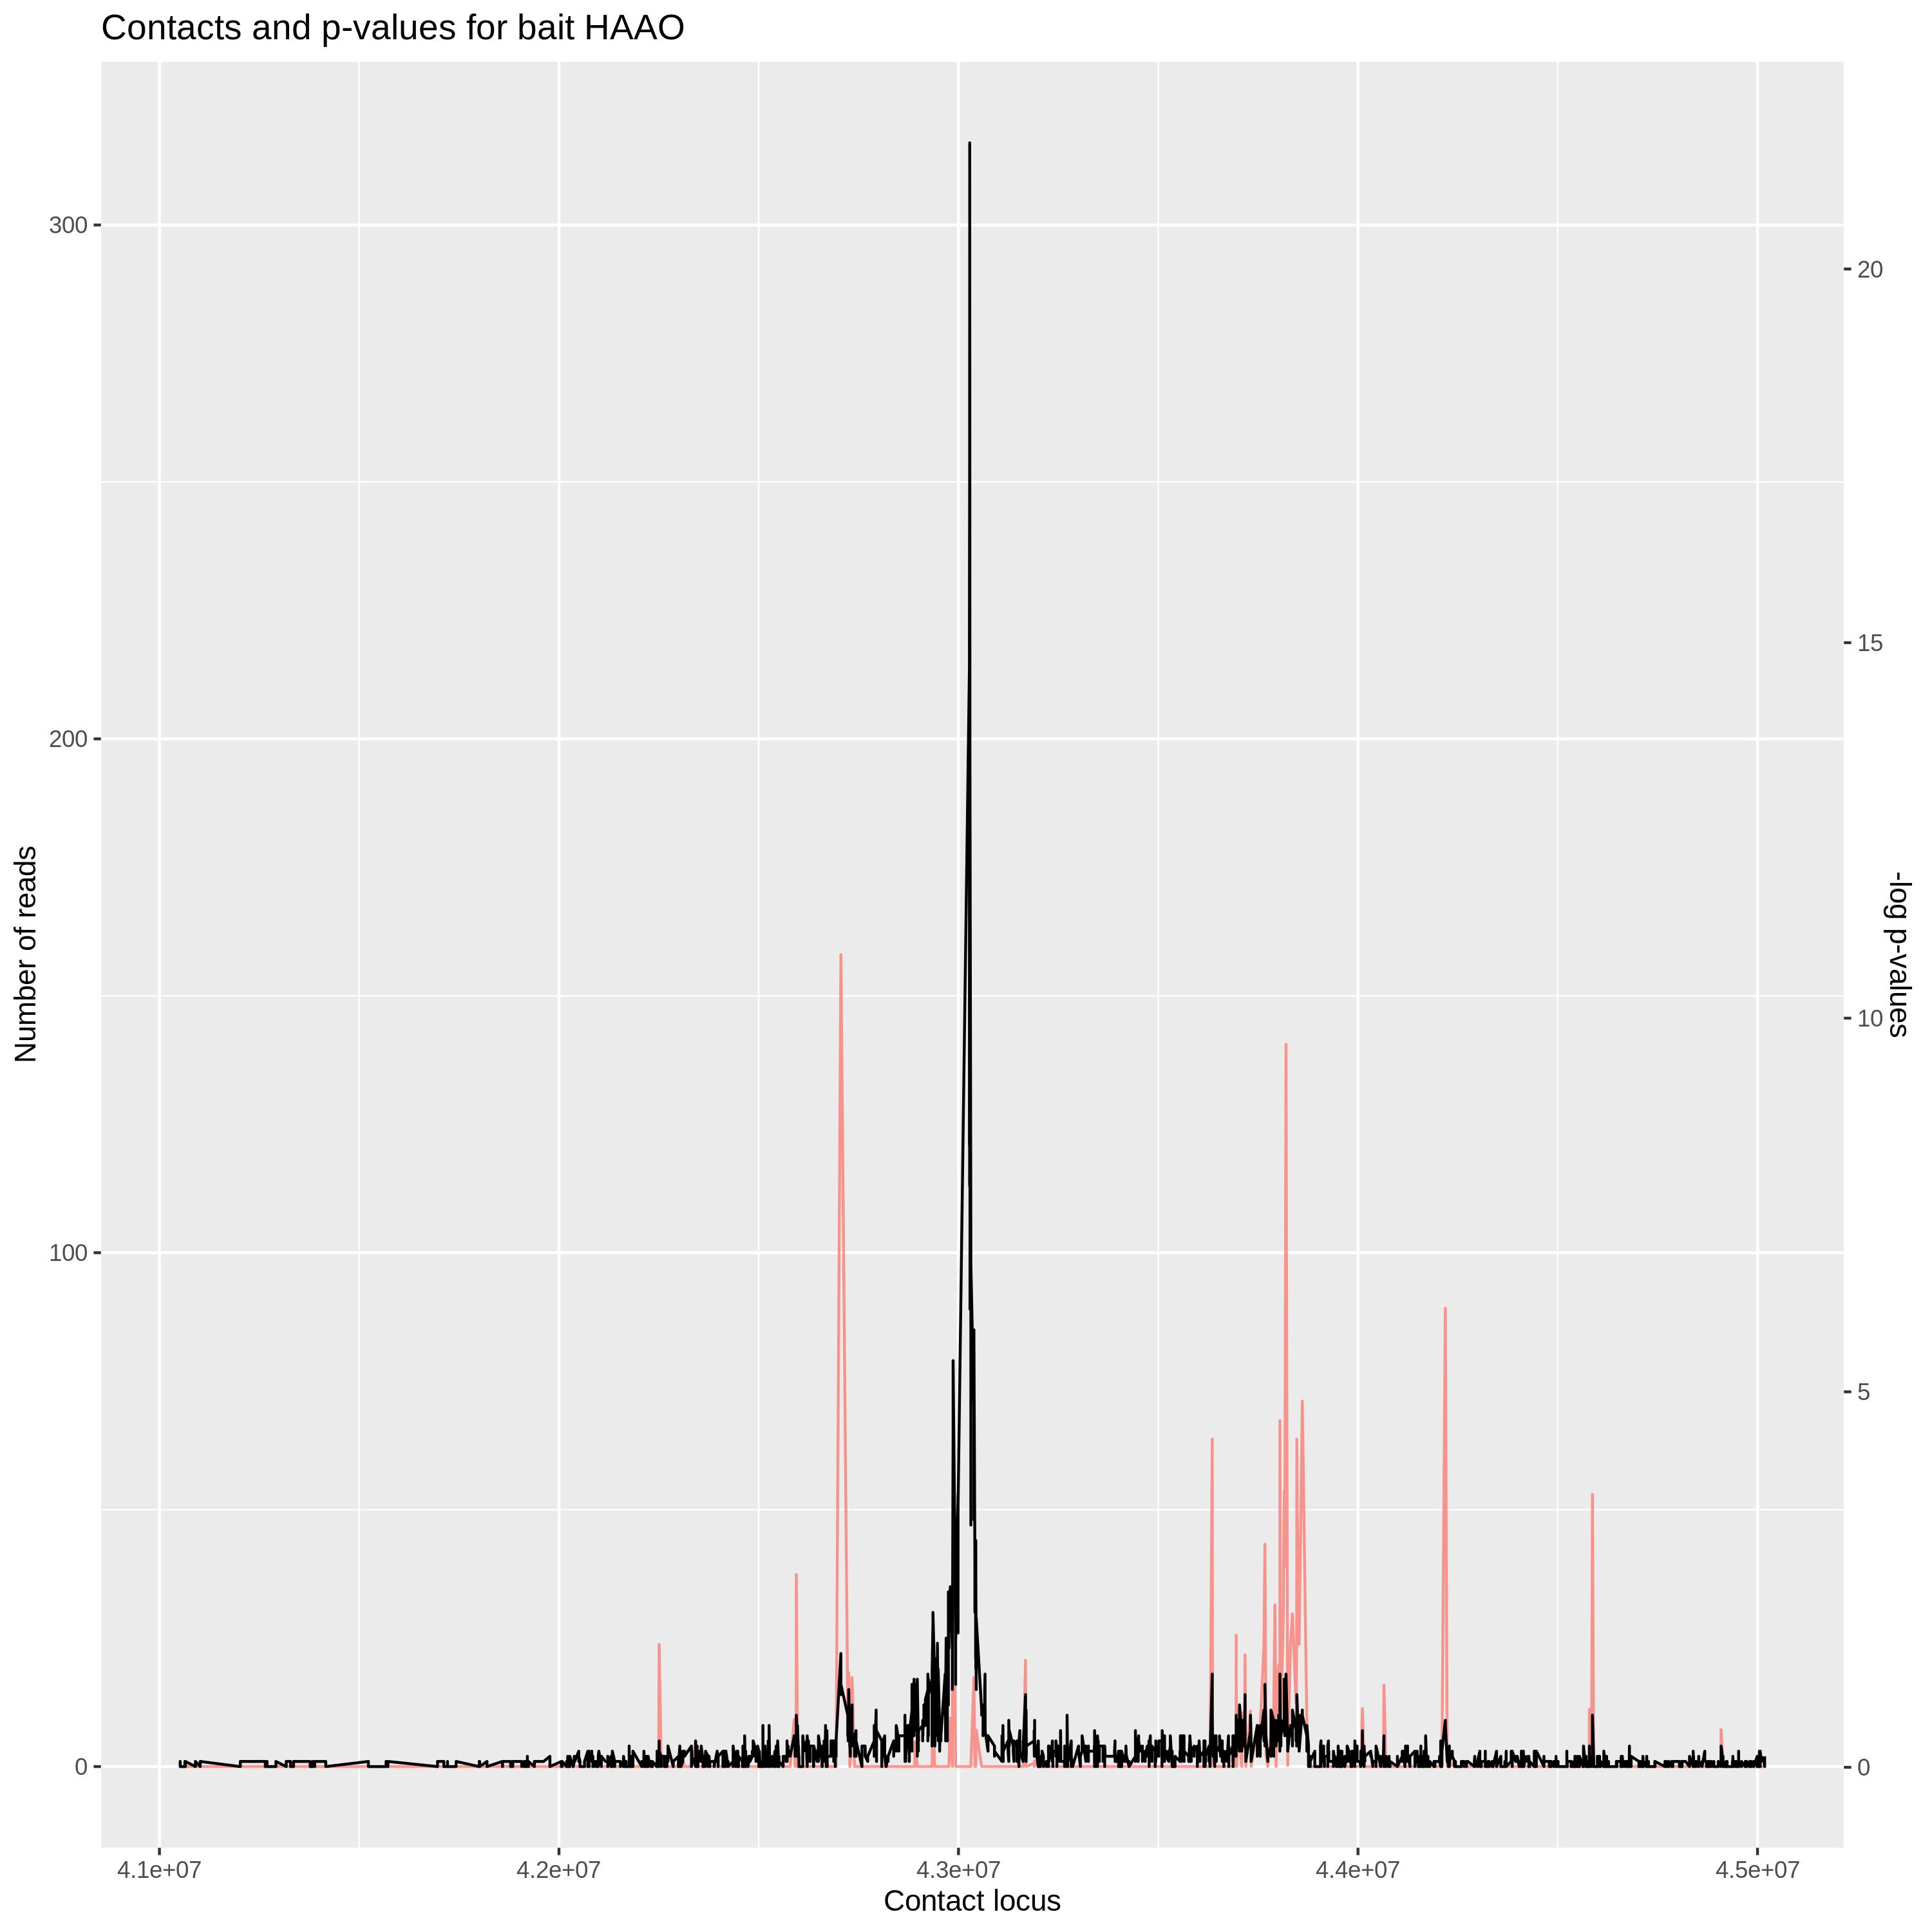 Contacts and p-values for bait HAAO
300
200
100
0
Number of reads
20
15
10
5
0
-log p-values
4.1e+07
4.2e+07
4.3e+07
4.4e+07
4.5e+07
Contact locus